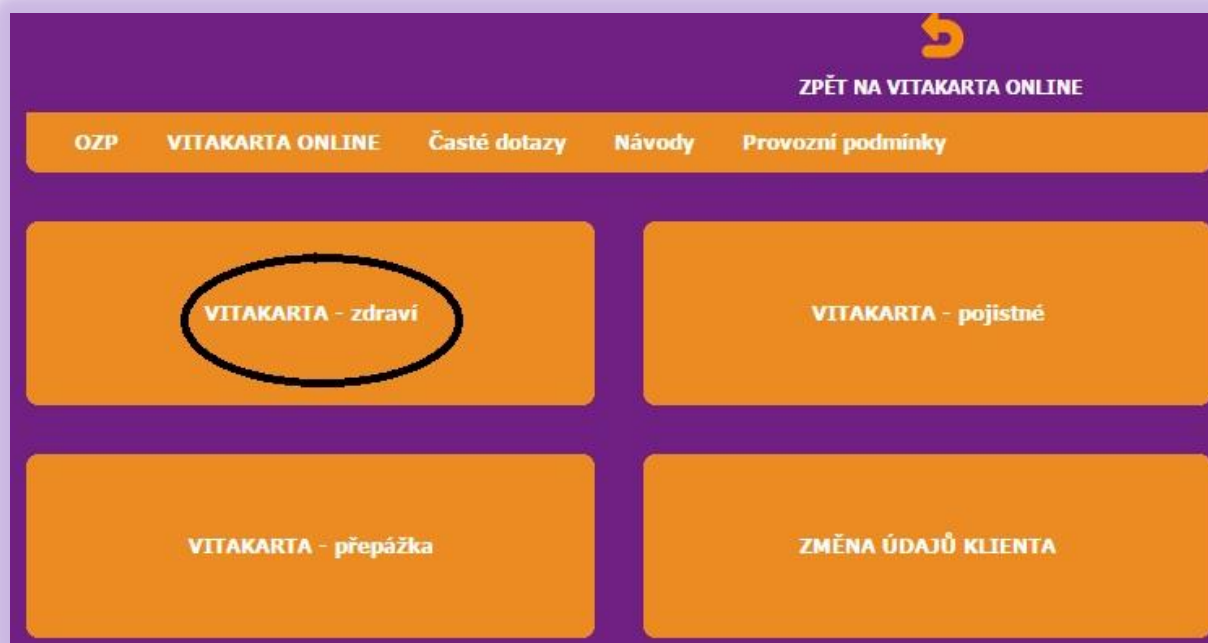 ZPĚT NA VITAKARTA ONLINE
OZP VITAKARTA ONLINE Časté dotazy Návody Provozní podmínky
VITAKARTA - zdraví
VITAKARTA - pojistné
VITAKARTA - přepážka
ZMĚNA ÚDAJŮ KLIENTA